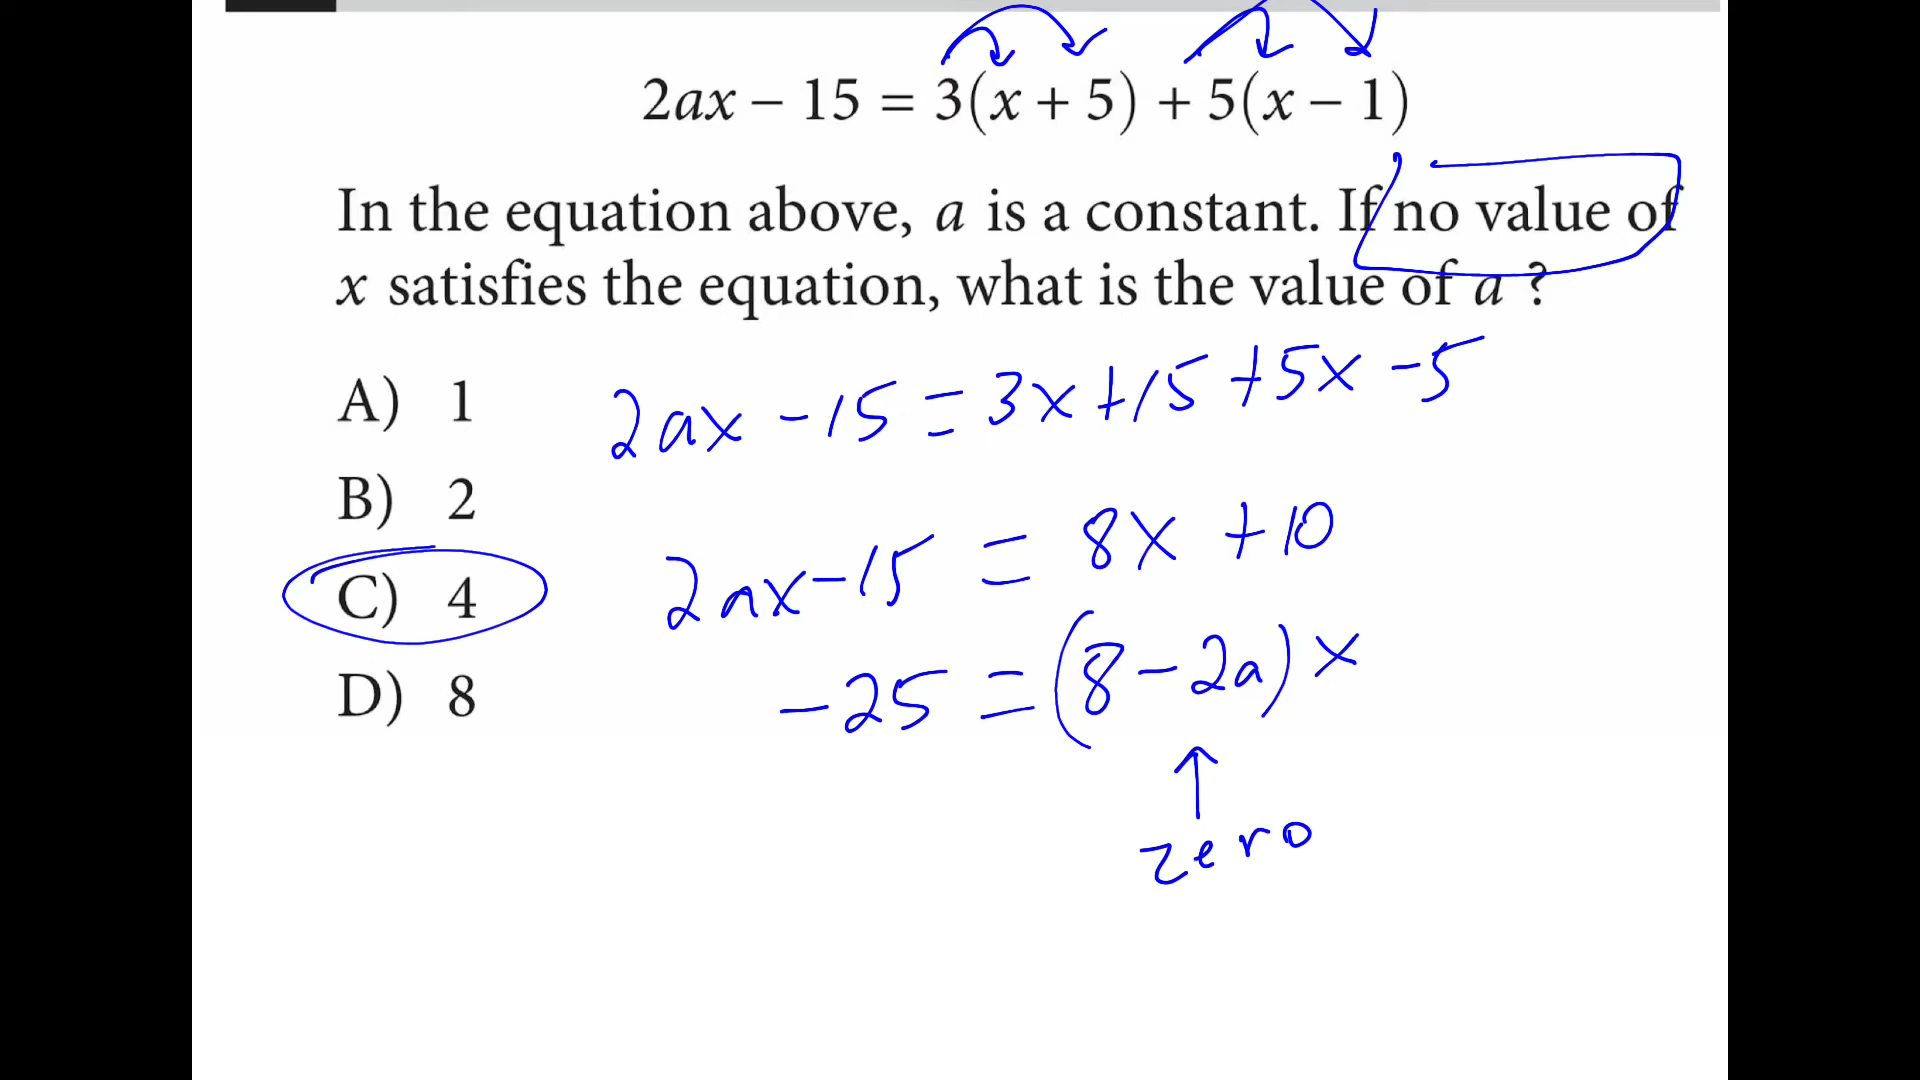 2ax − 15 = 3(x + 5) + 5(x − 1)
In the equation above, a is a constant. If no value of
x satisfies the equation, what is the value of a ?
A) 1
2ax - 15 = 3x + 15 + 5x - 5
B) 2
2ax - 15 = 8x + 10
C) 4
-25 = (8 - 2a)x
D) 8
↑
zero